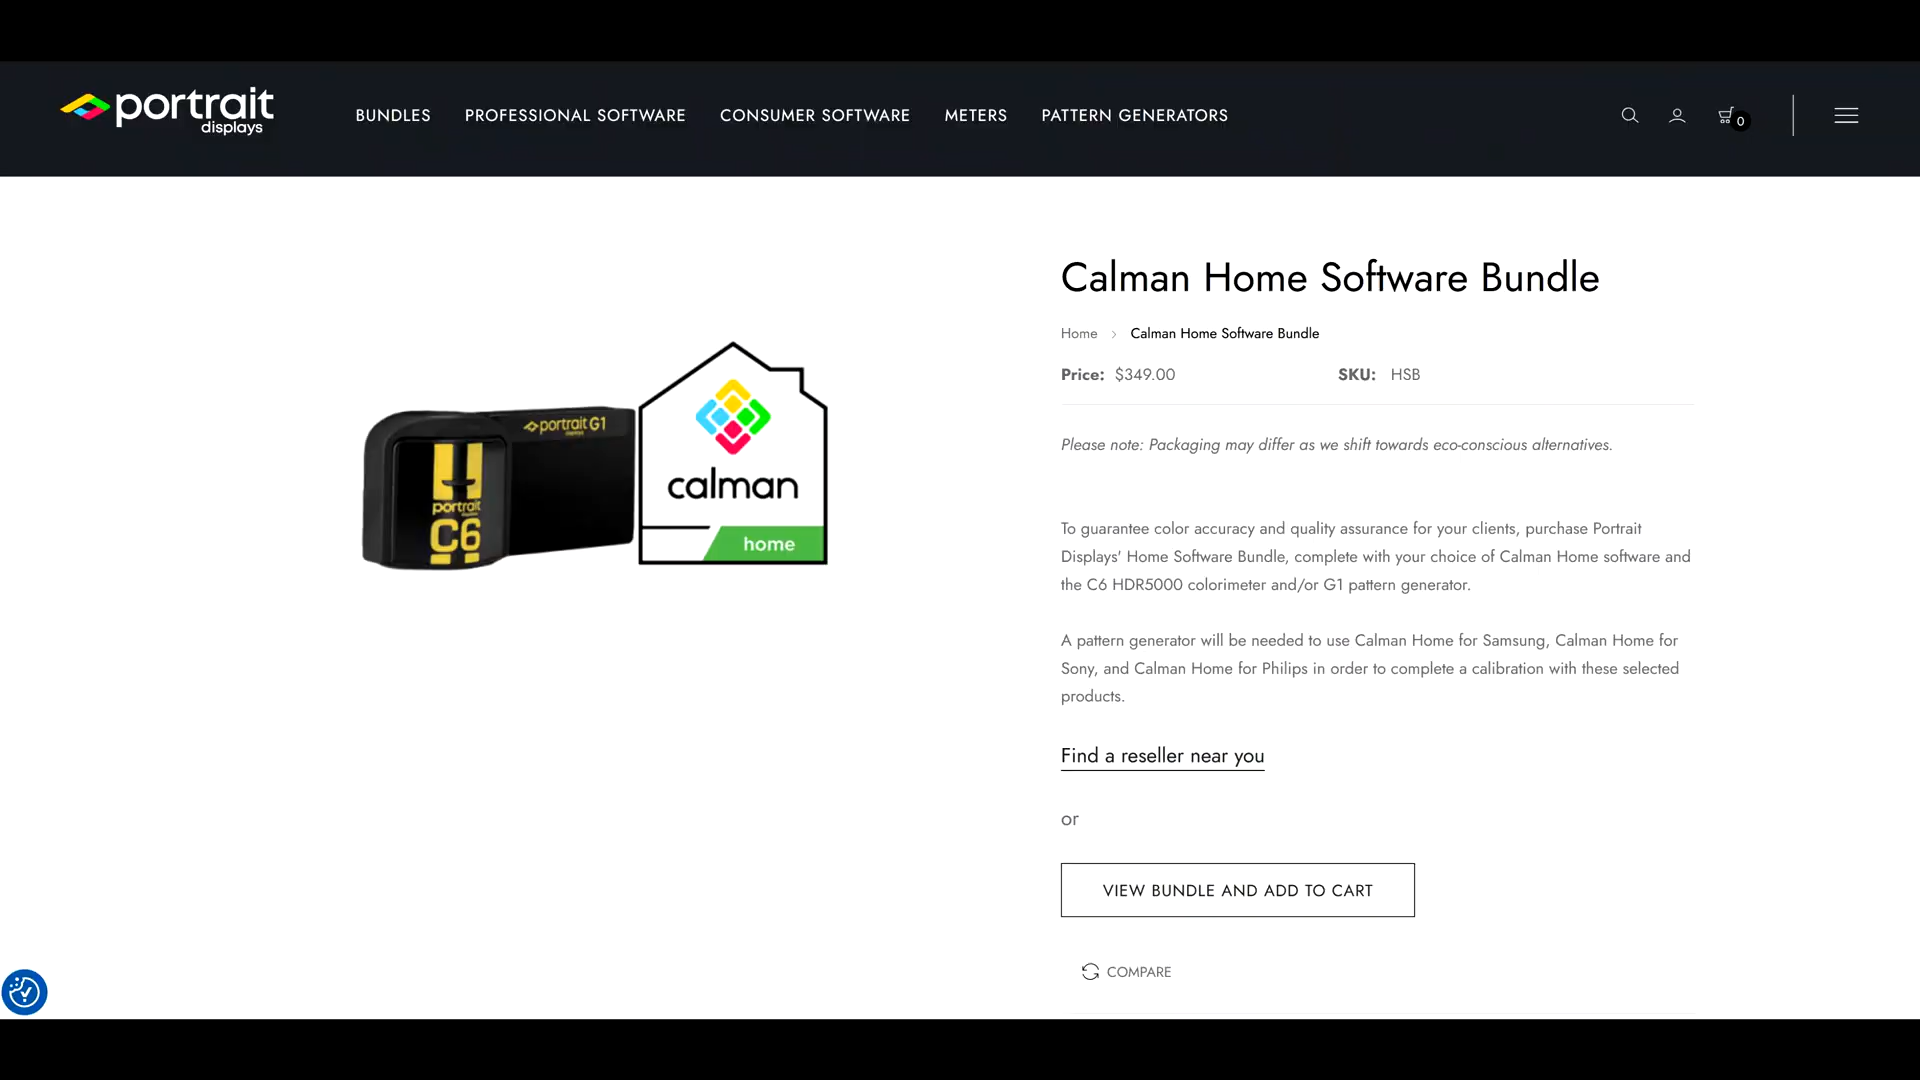 portrait
displays
BUNDLES PROFESSIONAL SOFTWARE CONSUMER SOFTWARE METERS PATTERN GENERATORS
0
Calman Home Software Bundle
Home > Calman Home Software Bundle
Price: $349.00 SKU: HSB
Please note: Packaging may differ as we shift towards eco-conscious alternatives.
portrait G1
displays
portrait
C6
calman
home
To guarantee color accuracy and quality assurance for your clients, purchase Portrait
Displays' Home Software Bundle, complete with your choice of Calman Home software and
the C6 HDR5000 colorimeter and/or G1 pattern generator.
A pattern generator will be needed to use Calman Home for Samsung, Calman Home for
Sony, and Calman Home for Philips in order to complete a calibration with these selected
products.
Find a reseller near you
or
VIEW BUNDLE AND ADD TO CART
COMPARE